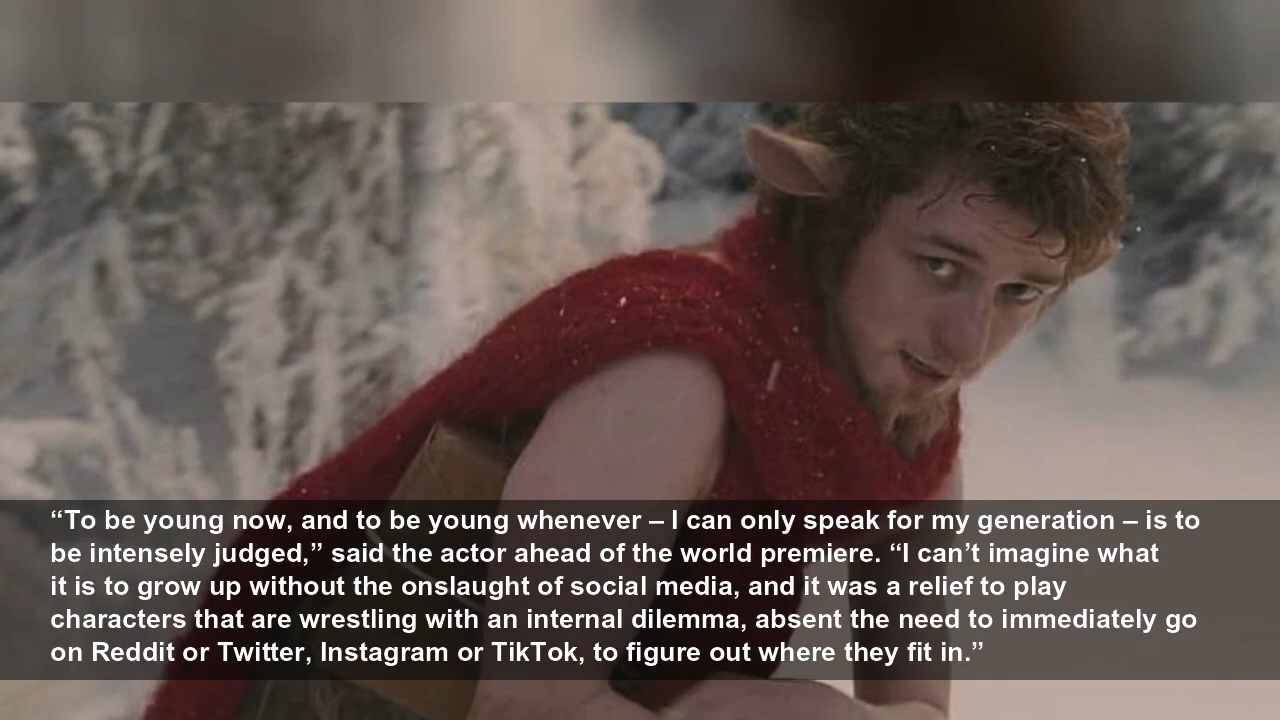 “To be young now, and to be young whenever – I can only speak for my generation – is to
be intensely judged,” said the actor ahead of the world premiere. “I can’t imagine what
it is to grow up without the onslaught of social media, and it was a relief to play
characters that are wrestling with an internal dilemma, absent the need to immediately go
on Reddit or Twitter, Instagram or TikTok, to figure out where they fit in.”